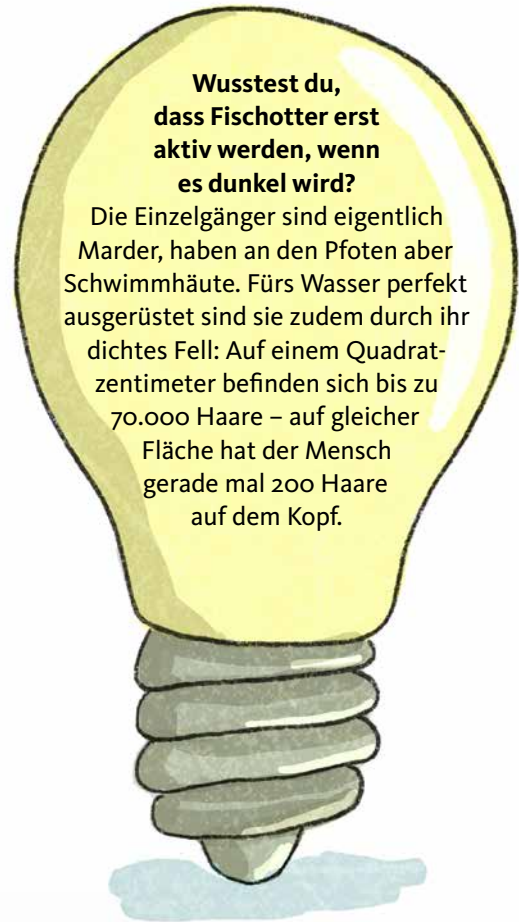 Wusstest du,
dass Fischotter erst
aktiv werden, wenn
es dunkel wird?
Die Einzelgänger sind eigentlich
Marder, haben an den Pfoten aber
Schwimmhäute. Fürs Wasser perfekt
ausgerüstet sind sie zudem durch ihr
dichtes Fell: Auf einem Quadrat-
zentimeter befinden sich bis zu
70.000 Haare – auf gleicher
Fläche hat der Mensch
gerade mal 200 Haare
auf dem Kopf.